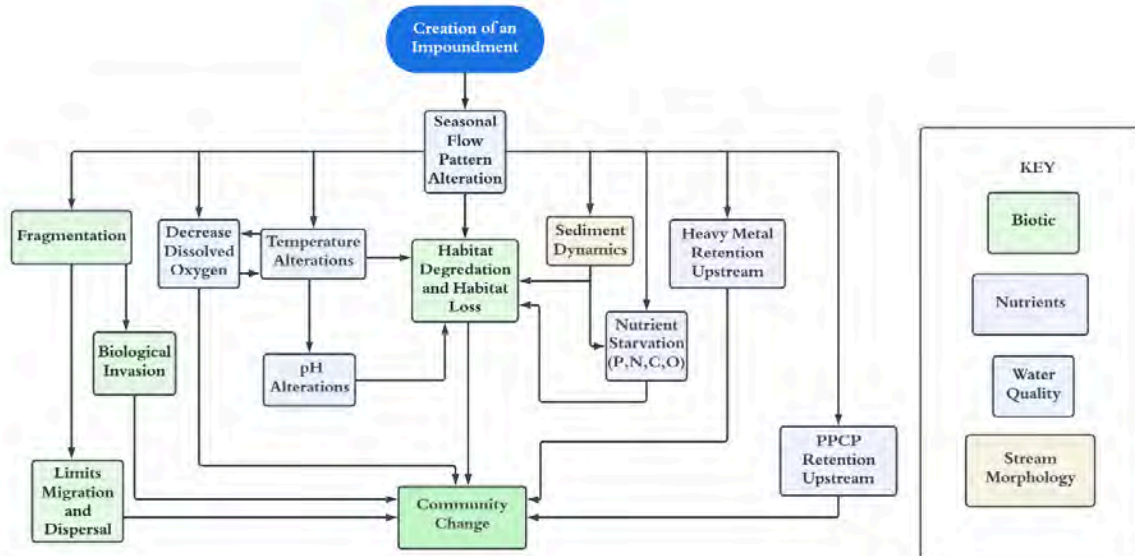 Creation of an
Impoundment
Seasonal
Flow
Pattern
Alteration
Fragmentation
Decrease
Dissolved
Oxygen
Temperature
Alterations
Habitat
Degredation
and Habitat
Loss
Sediment
Dynamics
Heavy Metal
Retention
Upstream
Biological
Invasion
pH
Alterations
Nutrient
Starvation
(P,N,C,O)
Limits
Migration
and
Dispersal
Community
Change
PPCP
Retention
Upstream
KEY
Biotic
Nutrients
Water
Quality
Stream
Morphology